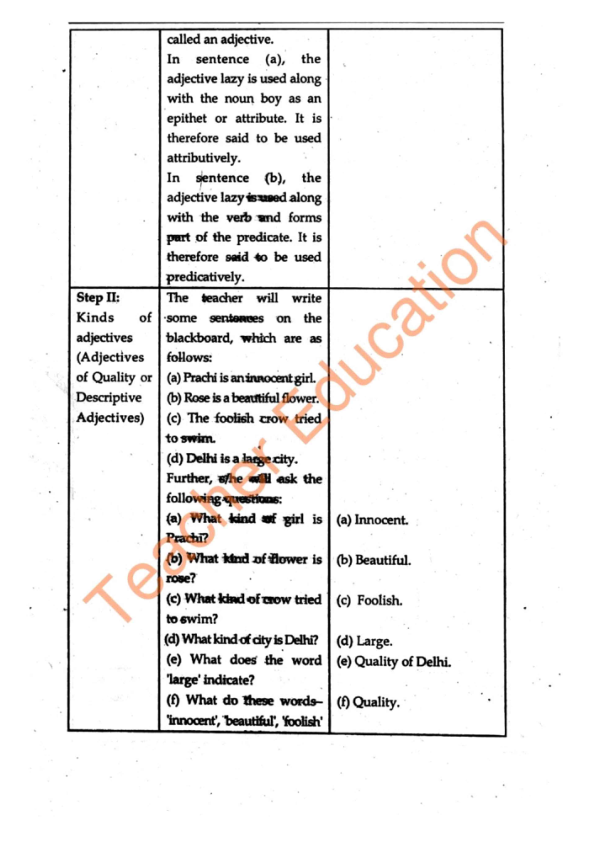 called an adjective.
In sentence (a), the
adjective lazy is used along
with the noun boy as an
epithet or attribute. It is
therefore said to be used
attributively.
In sentence (b), the
adjective lazy is used along
with the verb and forms
part of the predicate. It is
therefore said to be used
predicatively.
Step II:
Kinds of
adjectives
(Adjectives
of Quality or
Descriptive
Adjectives)
The teacher will write
some sentences on the
blackboard, which are as
follows:
(a) Prachi is an innocent girl.
(b) Rose is a beautiful flower.
(c) The foolish crow tried
to swim.
(d) Delhi is a large city.
Further, s/he will ask the
following questions:
(a) What kind of girl is
Prachi?
(a) Innocent.
(b) What kind of flower is
rose?
(b) Beautiful.
(c) What kind of crow tried
to swim?
(c) Foolish.
(d) What kind of city is Delhi?
(d) Large.
(e) What does the word
'large' indicate?
(e) Quality of Delhi.
(f) What do these words–
'innocent', 'beautiful', 'foolish'
(f) Quality.
Teacher Education